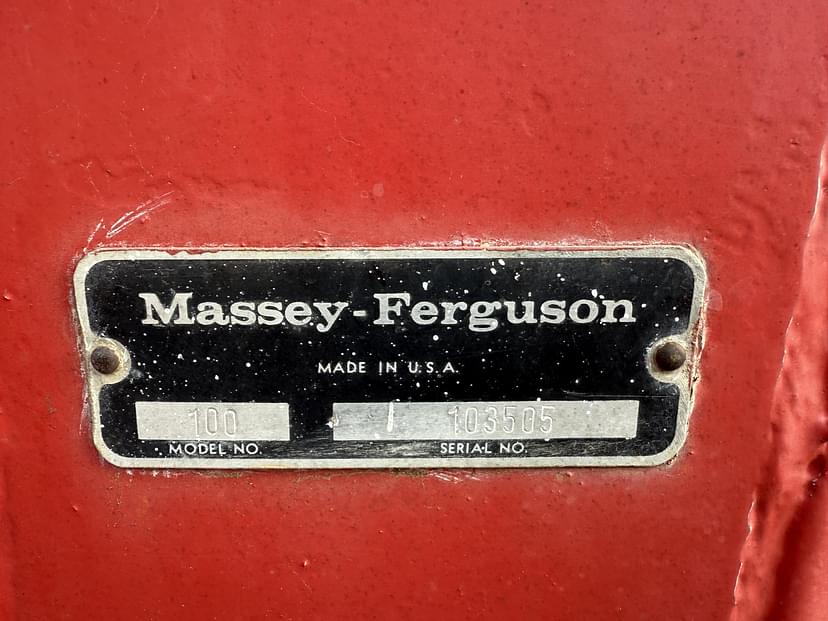 Massey-Ferguson
MADE IN U.S.A.
100 103505
MODEL NO. SERIAL NO.